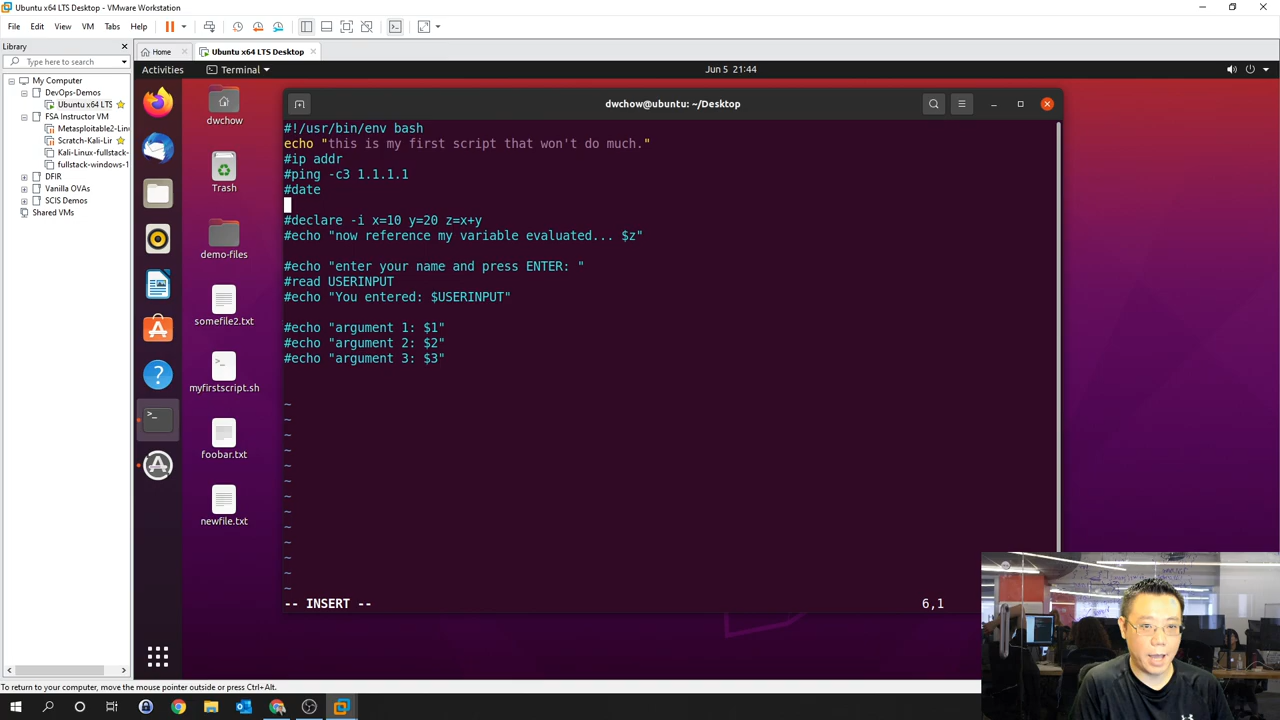 Ubuntu x64 LTS Desktop - VMware Workstation
File Edit View VM Tabs Help
Library
Type here to search
My Computer
DevOps-Demos
Ubuntu x64 LTS
FSA Instructor VM
Metasploitable2-Lin
Scratch-Kali-Lir
Kali-Linux-fullstack-
fullstack-windows-1
DFIR
Vanilla OVAs
SCIS Demos
Shared VMs
Home
Ubuntu x64 LTS Desktop
Activities
Terminal
Jun 5 21:44
dwchow
Trash
demo-files
somefile2.txt
myfirstscript.sh
foobar.txt
newfile.txt
dwchow@ubuntu: ~/Desktop
#!/usr/bin/env bash
echo "this is my first script that won't do much."
#ip addr
#ping -c3 1.1.1.1
#date
#declare -i x=10 y=20 z=x+y
#echo "now reference my variable evaluated... $z"
#echo "enter your name and press ENTER: "
#read USERINPUT
#echo "You entered: $USERINPUT"
#echo "argument 1: $1"
#echo "argument 2: $2"
#echo "argument 3: $3"
~
~
~
~
~
~
~
~
~
~
~
~
~
-- INSERT --
6,1
To return to your computer, move the mouse pointer outside or press Ctrl+Alt.